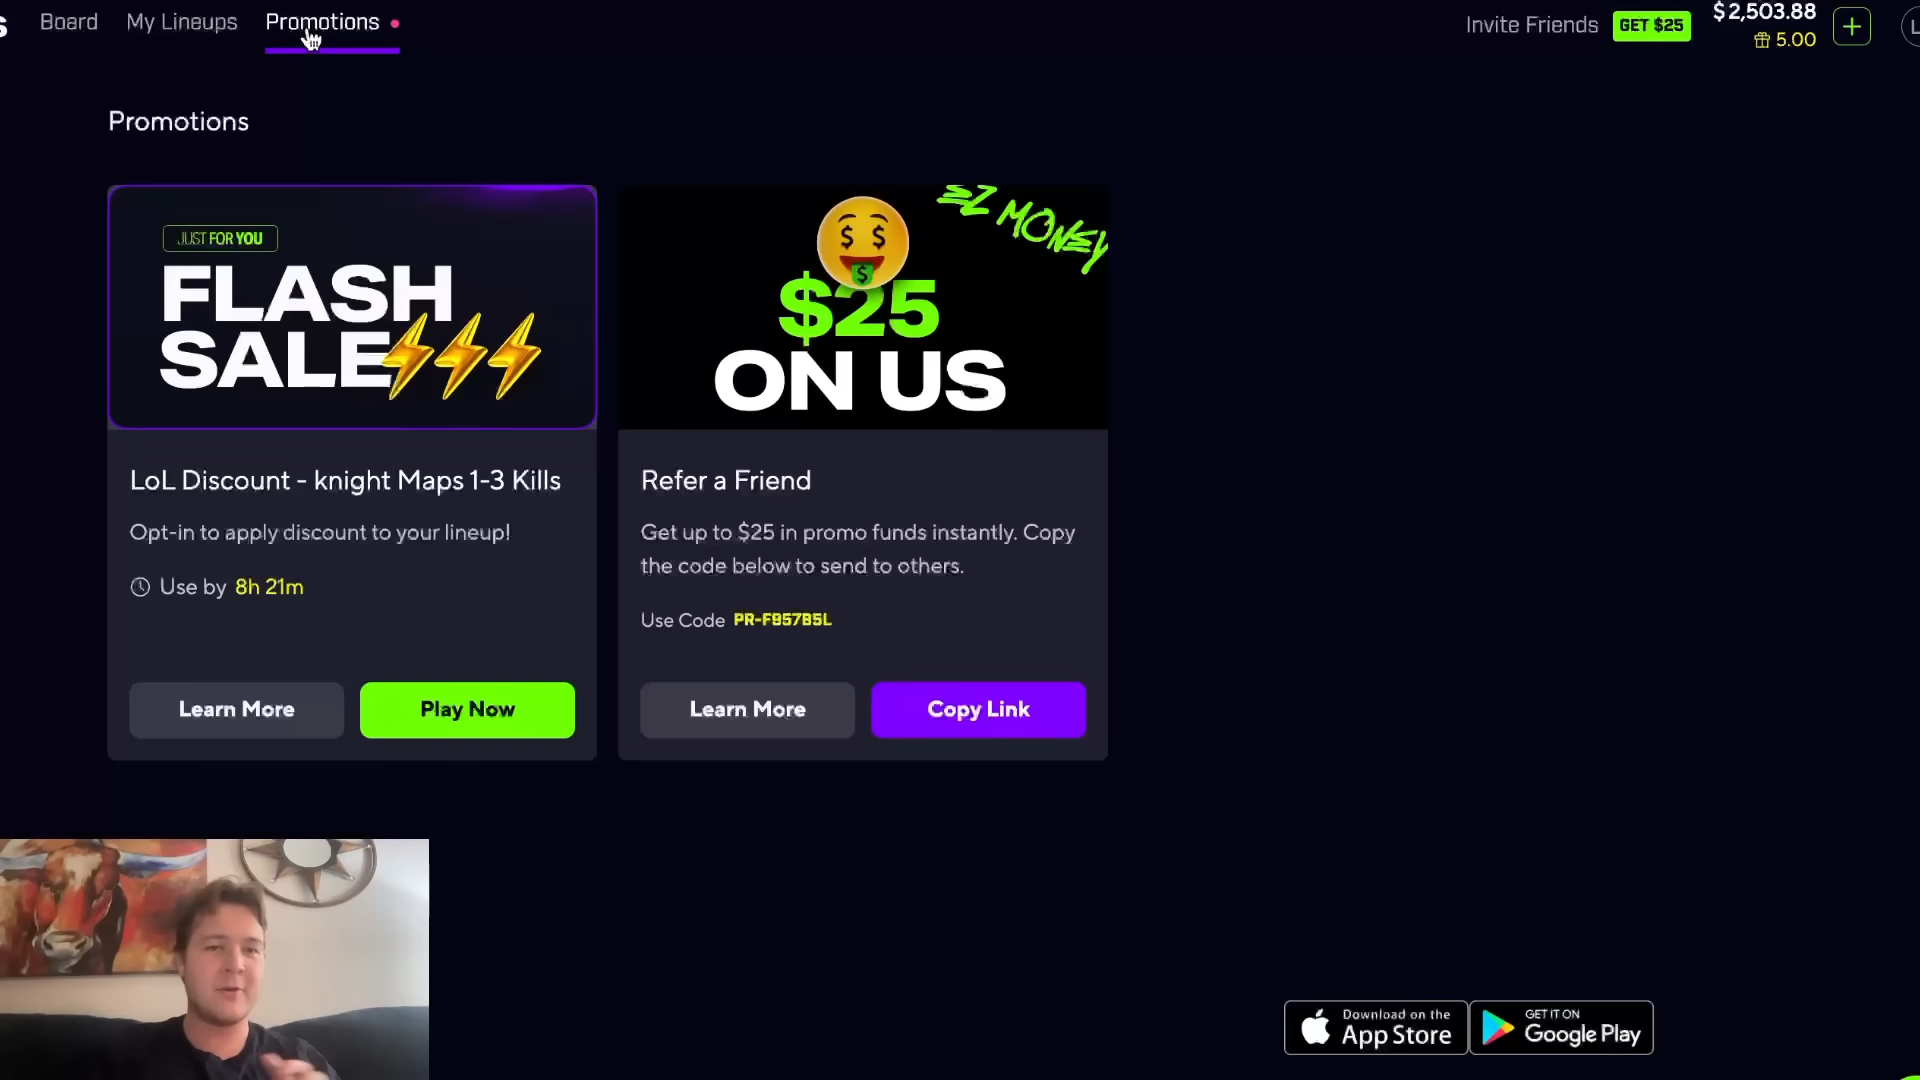 Board
My Lineups
Promotions
Invite Friends
GET $25
$2,503.88
5.00
Promotions
JUST FOR YOU
FLASH
SALE
LoL Discount - knight Maps 1-3 Kills
Opt-in to apply discount to your lineup!
Use by 8h 21m
Learn More
Play Now
EZ MONEY
$25
ON US
Refer a Friend
Get up to $25 in promo funds instantly. Copy
the code below to send to others.
Use Code PR-F957B5L
Learn More
Copy Link
Download on the
App Store
GET IT ON
Google Play